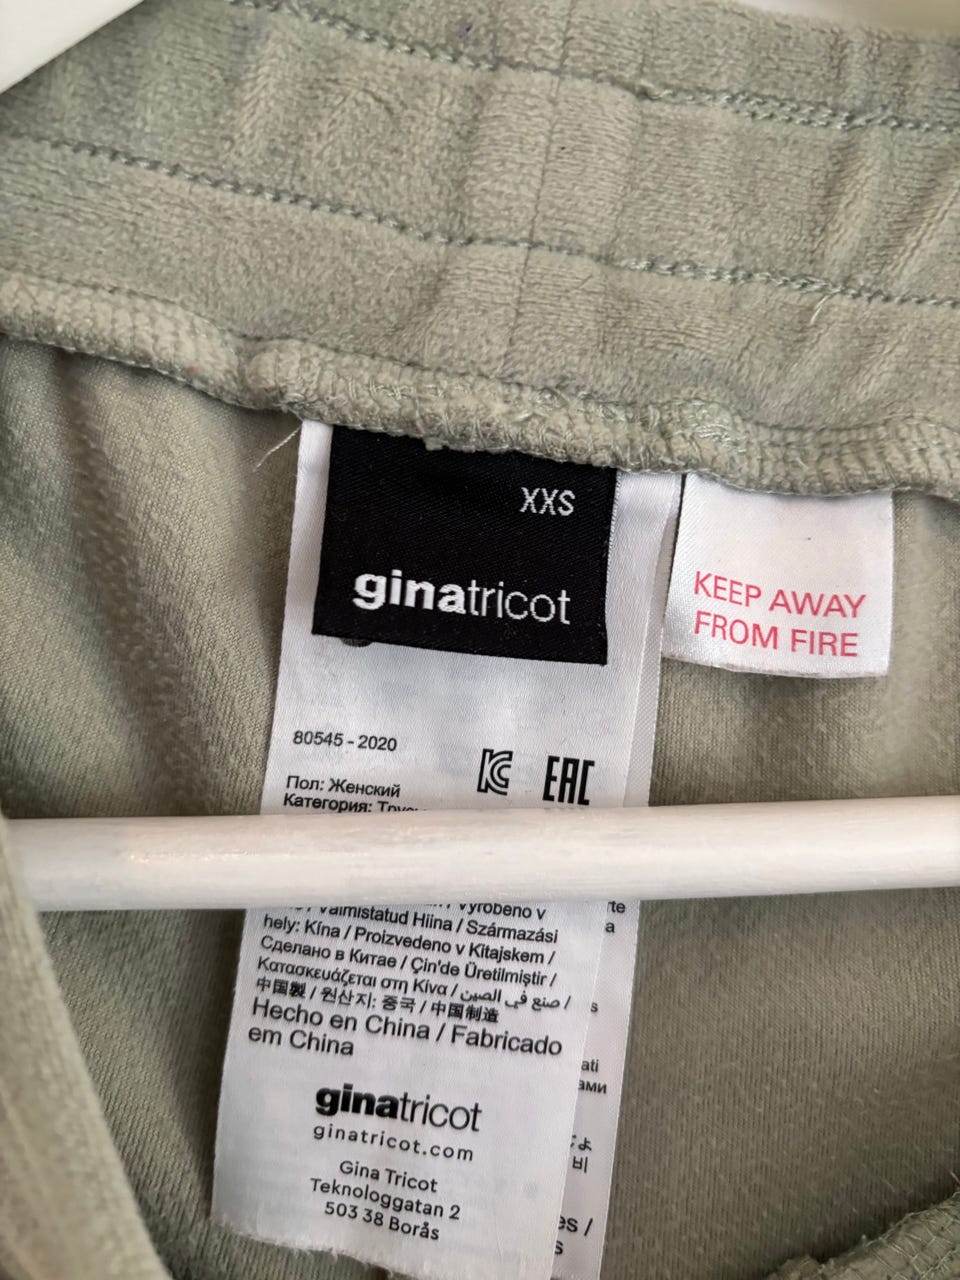 XXS
ginatricot
KEEP AWAY
FROM FIRE
80545 - 2020
EAC
Пол: Женский
Категория:
Vyrobeno v
Valmistatud Hiina / Származási
hely: Kína / Proizvedeno v Kitajskem /
Сделано в Китае / Çin'de Üretilmiştir /
Κατασκευάζεται στη Κίνα / صنع في الصين /
中国製 / 원산지: 중국 / 中国制造
Hecho en China / Fabricado
em China
ginatricot
ginatricot.com
Gina Tricot
Teknologgatan 2
503 38 Borås